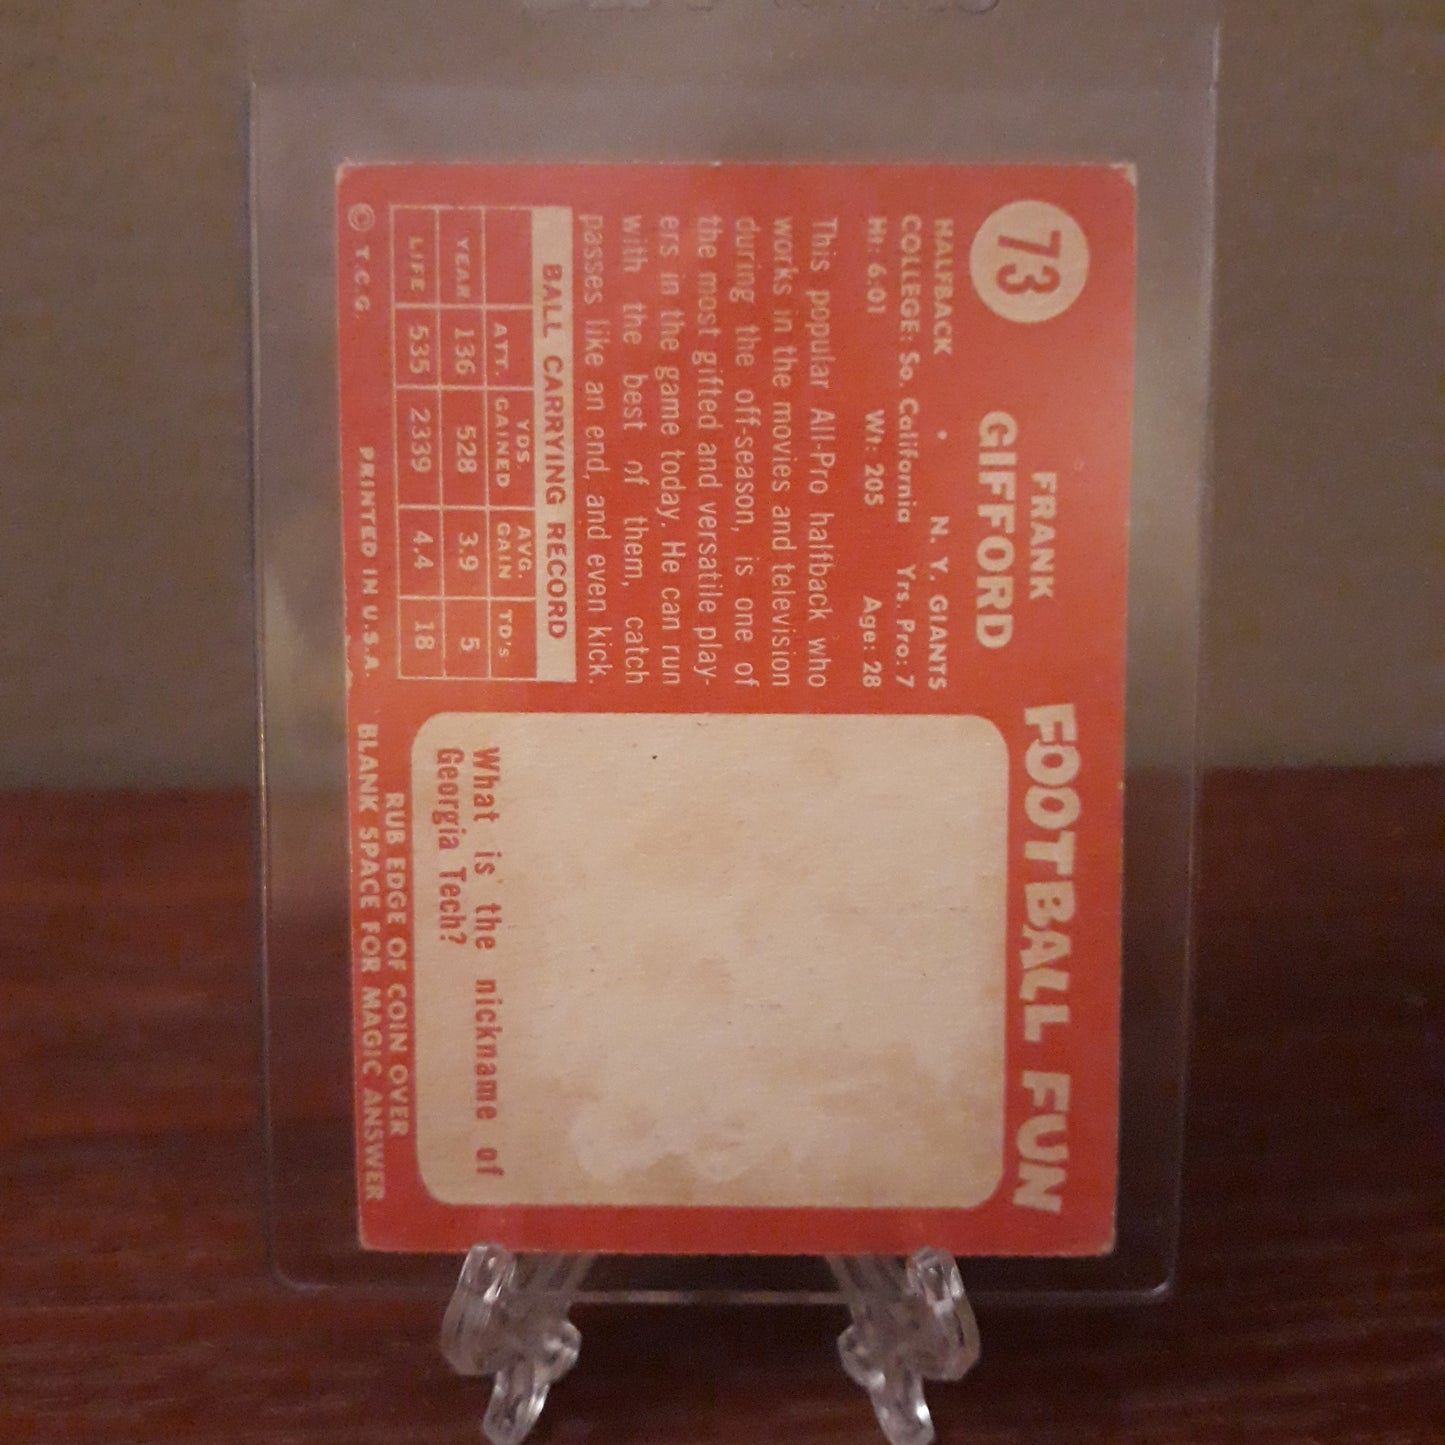 73
FRANK
GIFFORD
HALFBACK • N. Y. GIANTS
COLLEGE: So. California Yrs. Pro: 7
Ht: 6:01 Wt: 205 Age: 28
This popular All-Pro halfback who
works in the movies and television
during the off-season, is one of
the most gifted and versatile play-
ers in the game today. He can run
with the best of them, catch
passes like an end, and even kick.
BALL CARRYING RECORD
ATT. YDS. GAINED AVG. GAIN TD's
YEAR 136 528 3.9 5
LIFE 535 2339 4.4 18
© T.C.G. PRINTED IN U.S.A.
FOOTBALL FUN
What is the nickname of
Georgia Tech?
RUB EDGE OF COIN OVER
BLANK SPACE FOR MAGIC ANSWER